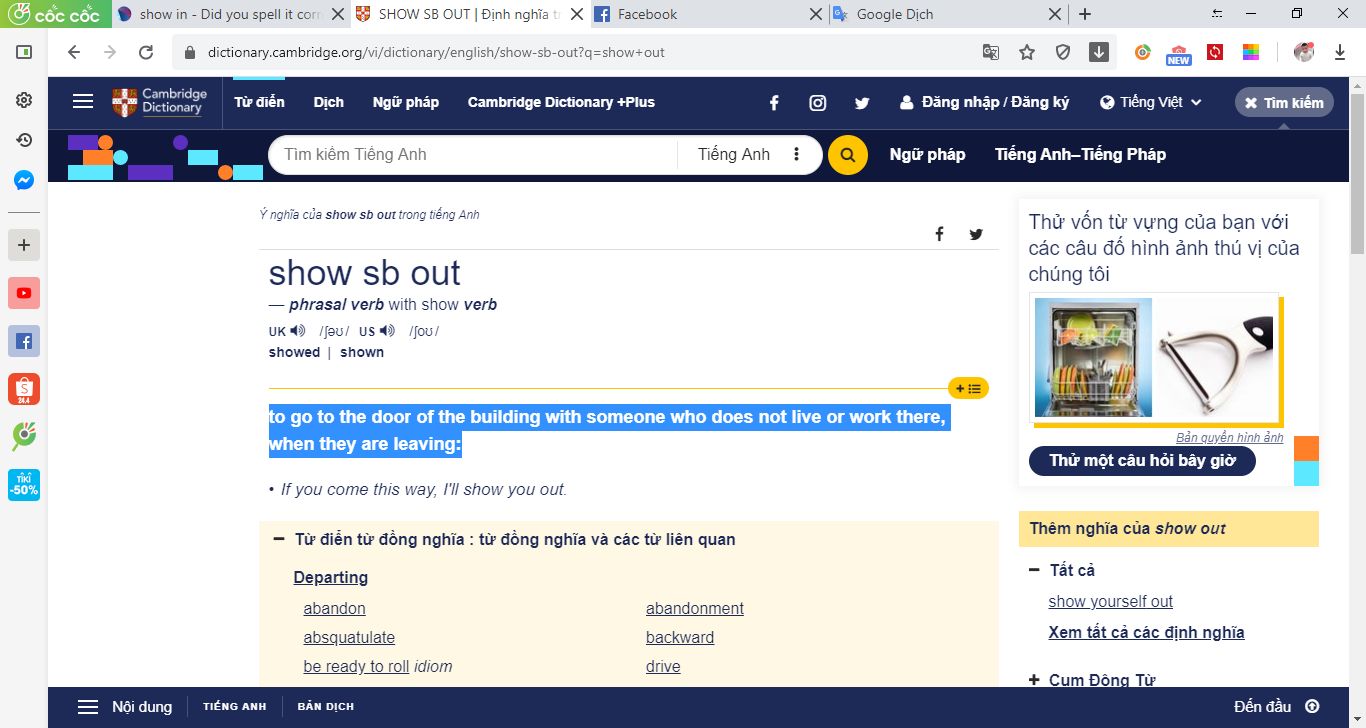 cốc cốc
show in - Did you spell it corr
SHOW SB OUT | Định nghĩa tr
Facebook
Google Dịch
dictionary.cambridge.org/vi/dictionary/english/show-sb-out?q=show+out
NEW
Cambridge
Dictionary
Từ điển
Dịch
Ngữ pháp
Cambridge Dictionary +Plus
Đăng nhập / Đăng ký
Tiếng Việt
Tìm kiếm
Tìm kiếm Tiếng Anh
Tiếng Anh
Ngữ pháp
Tiếng Anh–Tiếng Pháp
24.4
TIKI
-50%
Ý nghĩa của show sb out trong tiếng Anh
show sb out
— phrasal verb with show verb
UK /ʃəʊ/ US /ʃoʊ/
showed | shown
to go to the door of the building with someone who does not live or work there,
when they are leaving:
• If you come this way, I'll show you out.
Từ điển từ đồng nghĩa : từ đồng nghĩa và các từ liên quan
Departing
abandon
abandonment
absquatulate
backward
be ready to roll idiom
drive
Thử vốn từ vựng của bạn với
các câu đố hình ảnh thú vị của
chúng tôi
Bản quyền hình ảnh
Thử một câu hỏi bây giờ
Thêm nghĩa của show out
Tất cả
show yourself out
Xem tất cả các định nghĩa
Cụm Động Từ
Nội dung
TIẾNG ANH
BẢN DỊCH
Đến đầu